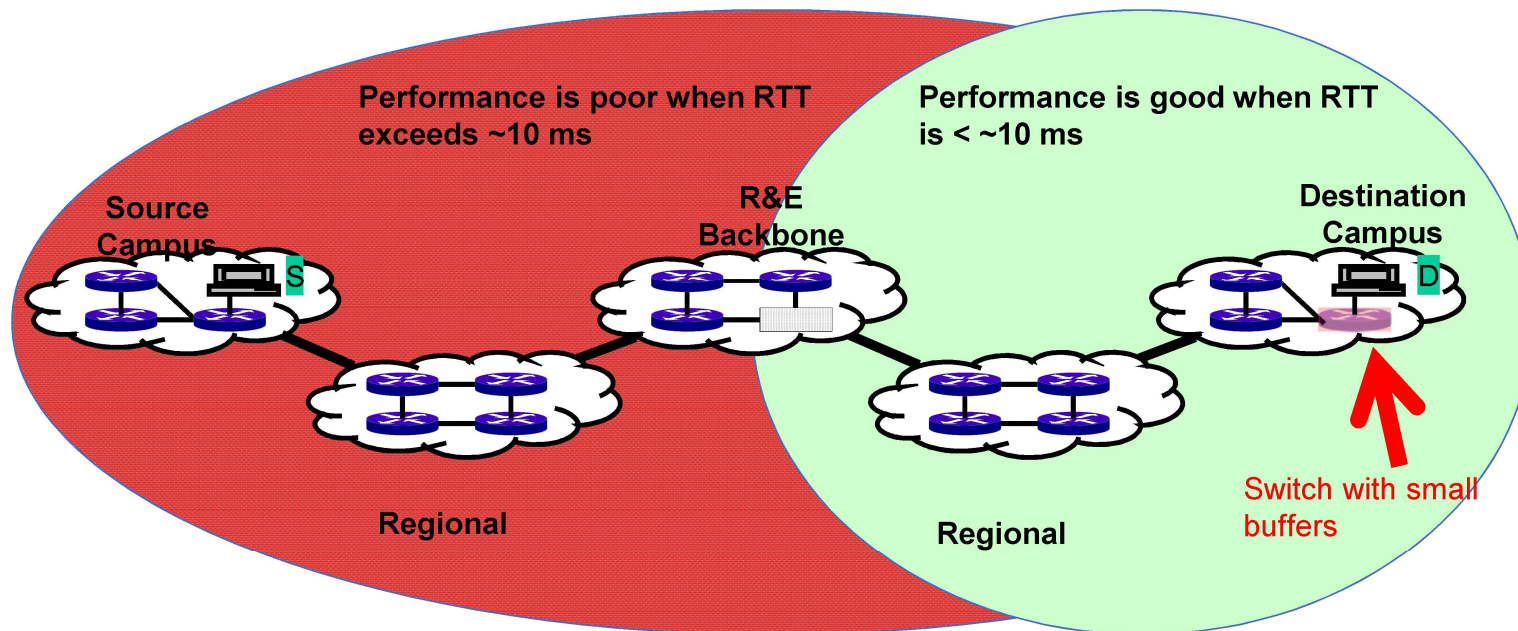 Performance is poor when RTT
exceeds ~10 ms
Performance is good when RTT
is < ~10 ms
Source
Campus
S
R&E
Backbone
Destination
Campus
D
Regional
Regional
Switch with small
buffers